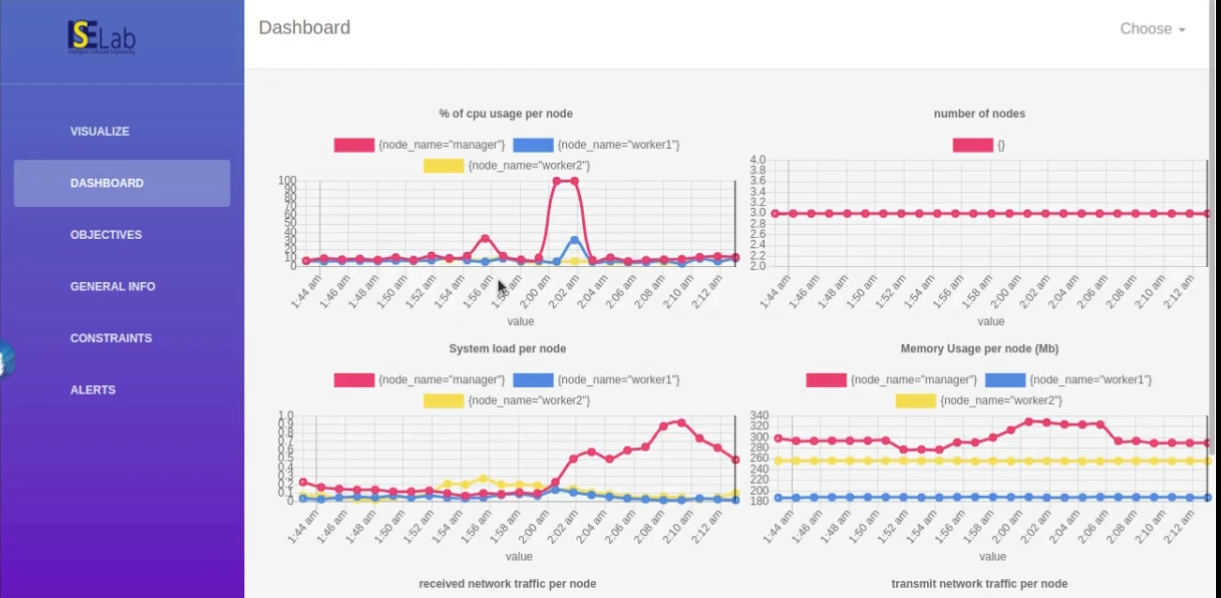 ISELab
Dashboard
Choose
VISUALIZE
DASHBOARD
OBJECTIVES
GENERAL INFO
CONSTRAINTS
ALERTS
% of cpu usage per node
{node_name="manager"} {node_name="worker1"}
{node_name="worker2"}
100
90
80
70
60
50
40
30
20
10
0
1:44 am 1:46 am 1:48 am 1:50 am 1:52 am 1:54 am 1:56 am 1:58 am 2:00 am 2:02 am 2:04 am 2:06 am 2:08 am 2:10 am 2:12 am
value
number of nodes
{}
4.0
3.8
3.6
3.4
3.2
3.0
2.8
2.6
2.4
2.2
2.0
1:44 am 1:46 am 1:48 am 1:50 am 1:52 am 1:54 am 1:56 am 1:58 am 2:00 am 2:02 am 2:04 am 2:06 am 2:08 am 2:10 am 2:12 am
value
System load per node
{node_name="manager"} {node_name="worker1"}
{node_name="worker2"}
1.0
0.9
0.8
0.7
0.6
0.5
0.4
0.3
0.2
0.1
0
1:44 am 1:46 am 1:48 am 1:50 am 1:52 am 1:54 am 1:56 am 1:58 am 2:00 am 2:02 am 2:04 am 2:06 am 2:08 am 2:10 am 2:12 am
value
Memory Usage per node (Mb)
{node_name="manager"} {node_name="worker1"}
{node_name="worker2"}
340
320
300
280
260
240
220
200
180
1:44 am 1:46 am 1:48 am 1:50 am 1:52 am 1:54 am 1:56 am 1:58 am 2:00 am 2:02 am 2:04 am 2:06 am 2:08 am 2:10 am 2:12 am
value
received network traffic per node
transmit network traffic per node